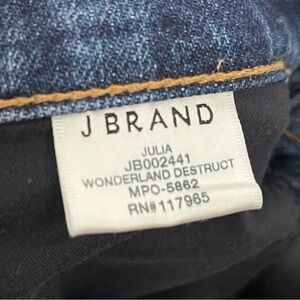 J BRAND
JULIA
JB002441
WONDERLAND DESTRUCT
MPO-5862
RN#117965